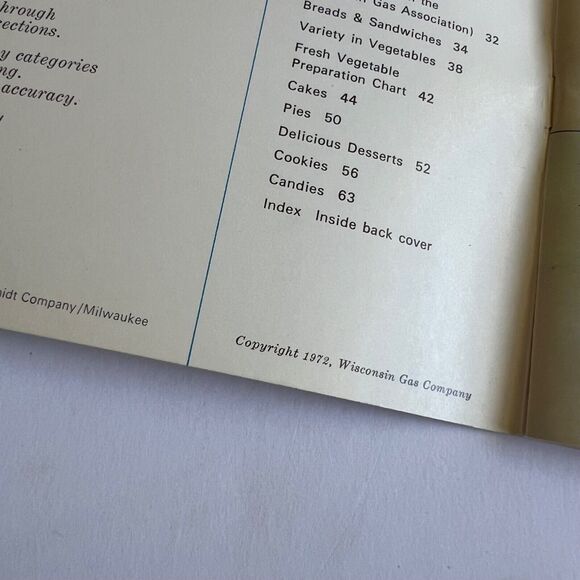 through
ections.
categories
ng.
accuracy.
idt Company/Milwaukee
the
Gas Association) 32
Breads & Sandwiches 34
Variety in Vegetables 38
Fresh Vegetable
Preparation Chart 42
Cakes 44
Pies 50
Delicious Desserts 52
Cookies 56
Candies 63
Index Inside back cover
Copyright 1972, Wisconsin Gas Company